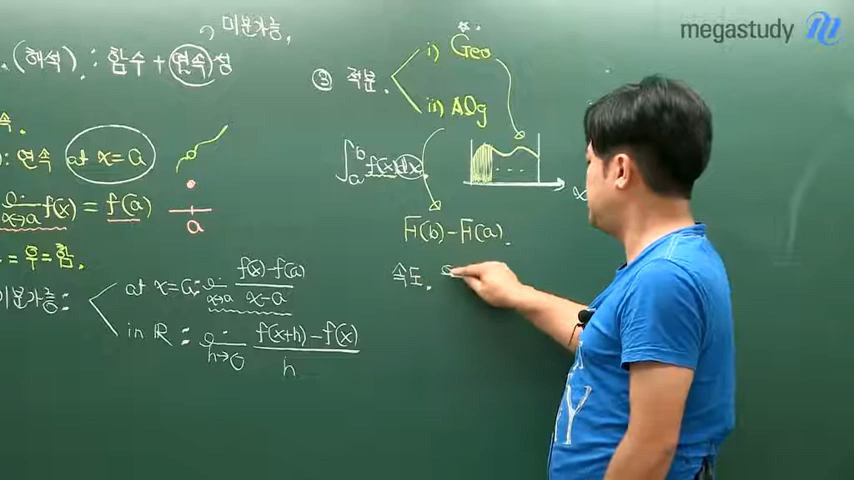 미분가능.
(해석). : 함수 + 연속성
: 연속 at x=a
lim x→a f(x) = f(a)
a
= 우 = 함.
미분가능:
at x=a: lim x→a f(x)-f(a) / x-a
in R : lim h→0 f(x+h)-f(x) / h
③ 적분.
i) Geo
ii) Alg
∫a^b f(x)dx
x
F(b)-F(a).
속도.
megastudy